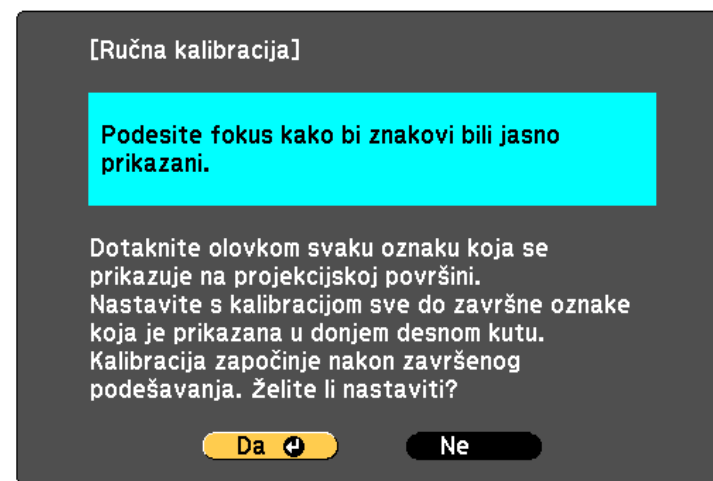 [Ručna kalibracija]
Podesite fokus kako bi znakovi bili jasno
prikazani.
Dotaknite olovkom svaku oznaku koja se
prikazuje na projekcijskoj površini.
Nastavite s kalibracijom sve do završne oznake
koja je prikazana u donjem desnom kutu.
Kalibracija započinje nakon završenog
podešavanja. Želite li nastaviti?
Da Ne